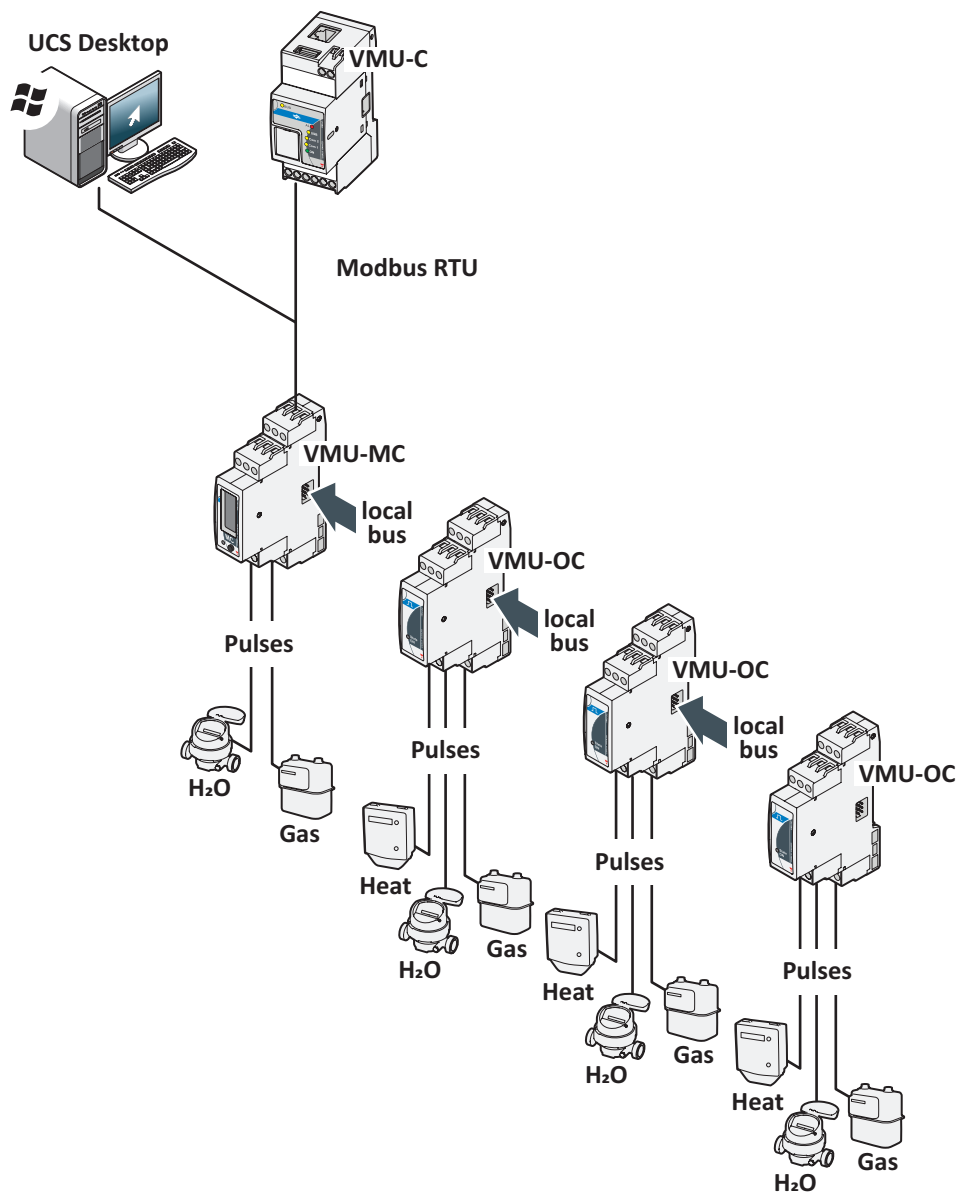 UCS Desktop
VMU-C
Modbus RTU
VMU-MC
local
bus
VMU-OC
local
bus
Pulses
VMU-OC
local
bus
Pulses
H₂O
VMU-OC
Gas
Pulses
Heat
Gas
H₂O
Pulses
Heat
Gas
H₂O
Heat
Gas
H₂O